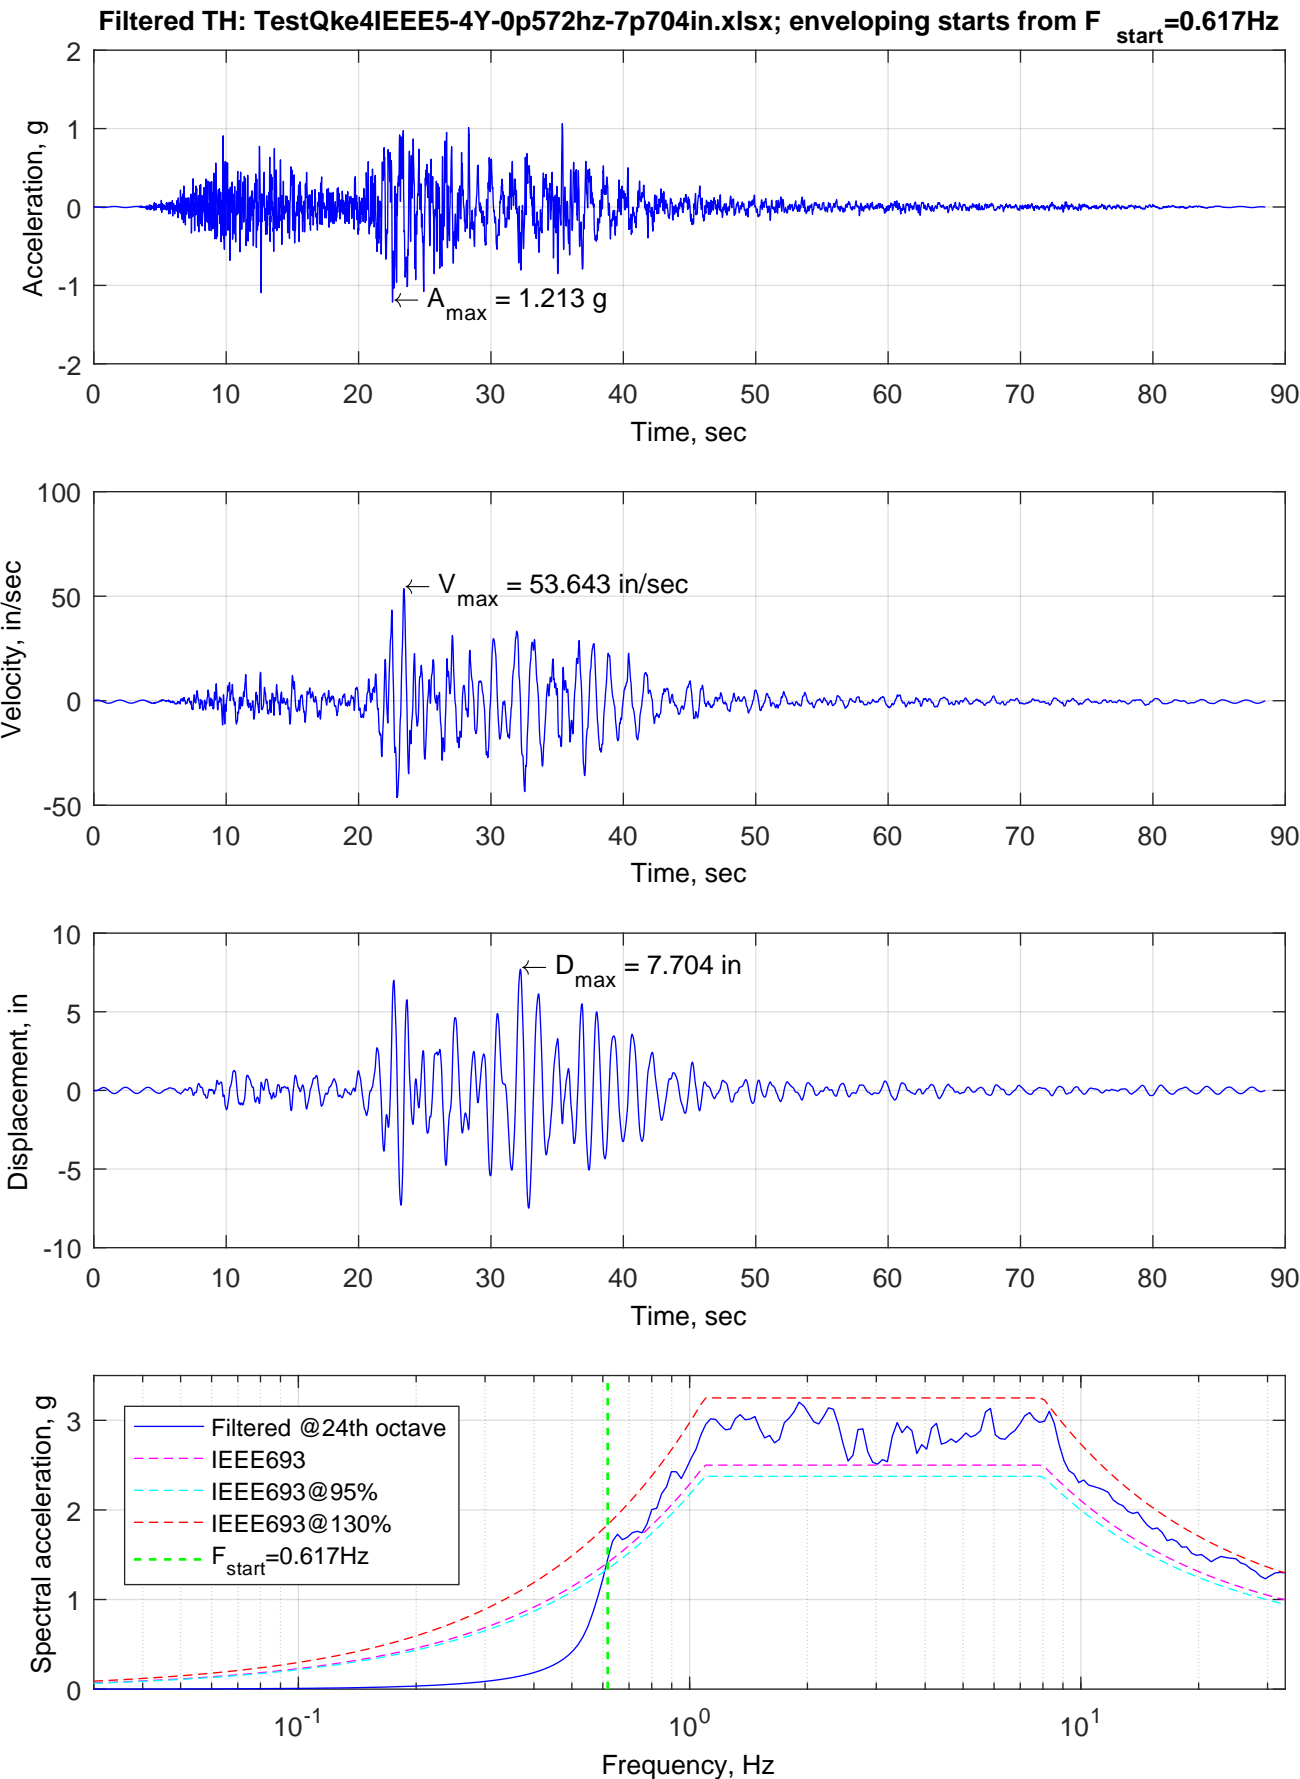 Filtered TH: TestQke4IEEE5-4Y-0p572hz-7p704in.xlsx; enveloping starts from F start=0.617Hz
2
1
0
-1
-2
Acceleration, g
← Amax = 1.213 g
0 10 20 30 40 50 60 70 80 90
Time, sec
100
50
0
-50
Velocity, in/sec
← Vmax = 53.643 in/sec
0 10 20 30 40 50 60 70 80 90
Time, sec
10
5
0
-5
-10
Displacement, in
← Dmax = 7.704 in
0 10 20 30 40 50 60 70 80 90
Time, sec
3
2
1
0
Spectral acceleration, g
Filtered @24th octave
IEEE693
IEEE693@95%
IEEE693@130%
Fstart=0.617Hz
10-1 100 101
Frequency, Hz